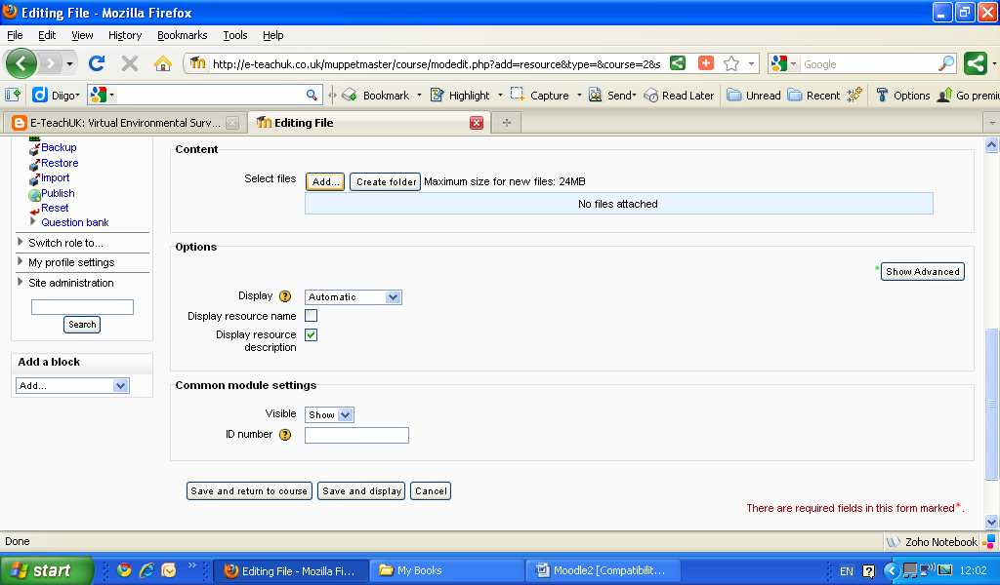 Editing File - Mozilla Firefox
File Edit View History Bookmarks Tools Help
http://e-teachuk.co.uk/muppetmaster/course/modedit.php?add=resource&type=&course=2&s
Google
Diigo Bookmark Highlight Capture Send Read Later Unread Recent Options Go premiu
E-TeachUK: Virtual Environmental Surv... Editing File
Backup
Restore
Import
Publish
Reset
Question bank
Switch role to...
My profile settings
Site administration
Search
Add a block
Add...
Content
Select files Add... Create folder Maximum size for new files: 24MB
No files attached
Options
* Show Advanced
Display ? Automatic
Display resource name
Display resource
description
Common module settings
Visible Show
ID number ?
Save and return to course Save and display Cancel
There are required fields in this form marked*.
Done Zoho Notebook
start Editing File - Mozilla Fi... My Books Moodle2 [Compatibilit... EN ? 12:02